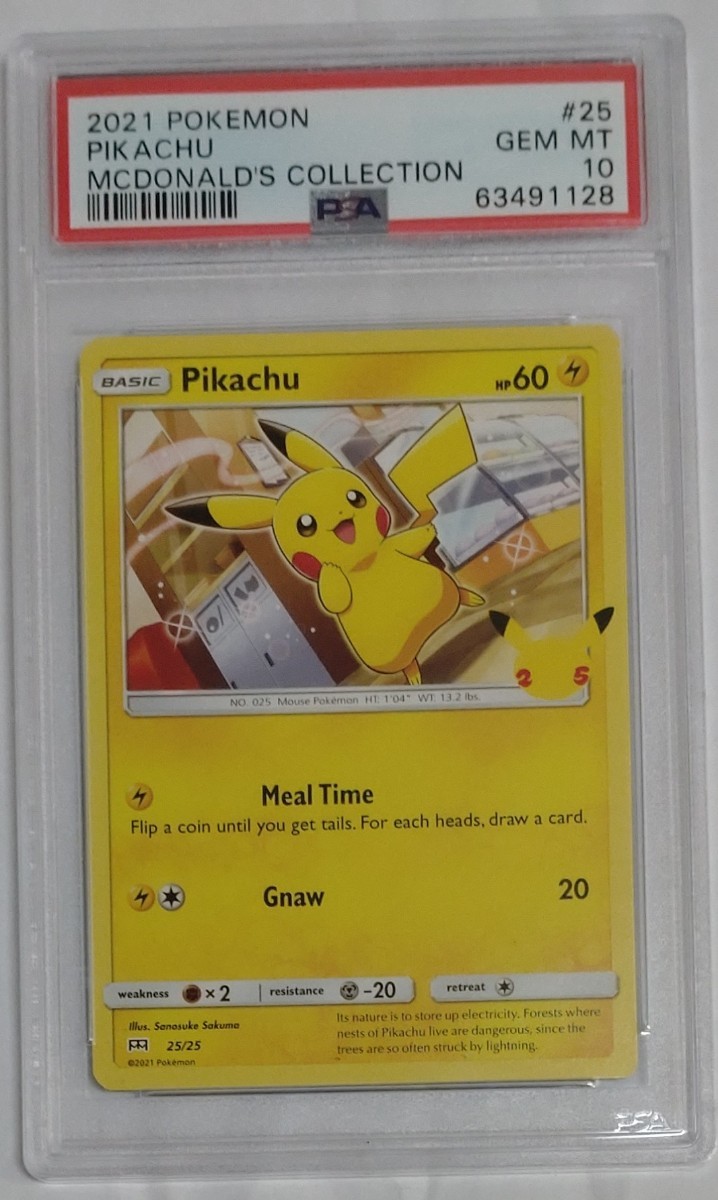 2021 POKEMON #25
PIKACHU GEM MT
MCDONALD'S COLLECTION 10
PSA 63491128
BASIC Pikachu HP60
25
NO. 025 Mouse Pokémon HT: 1'04" WT: 13.2 lbs.
Meal Time
Flip a coin until you get tails. For each heads, draw a card.
Gnaw 20
weakness ×2 resistance -20 retreat
Illus. Sanosuke Sakuma
25/25
©2021 Pokémon
Its nature is to store up electricity. Forests where
nests of Pikachu live are dangerous, since the
trees are so often struck by lightning.
PSA